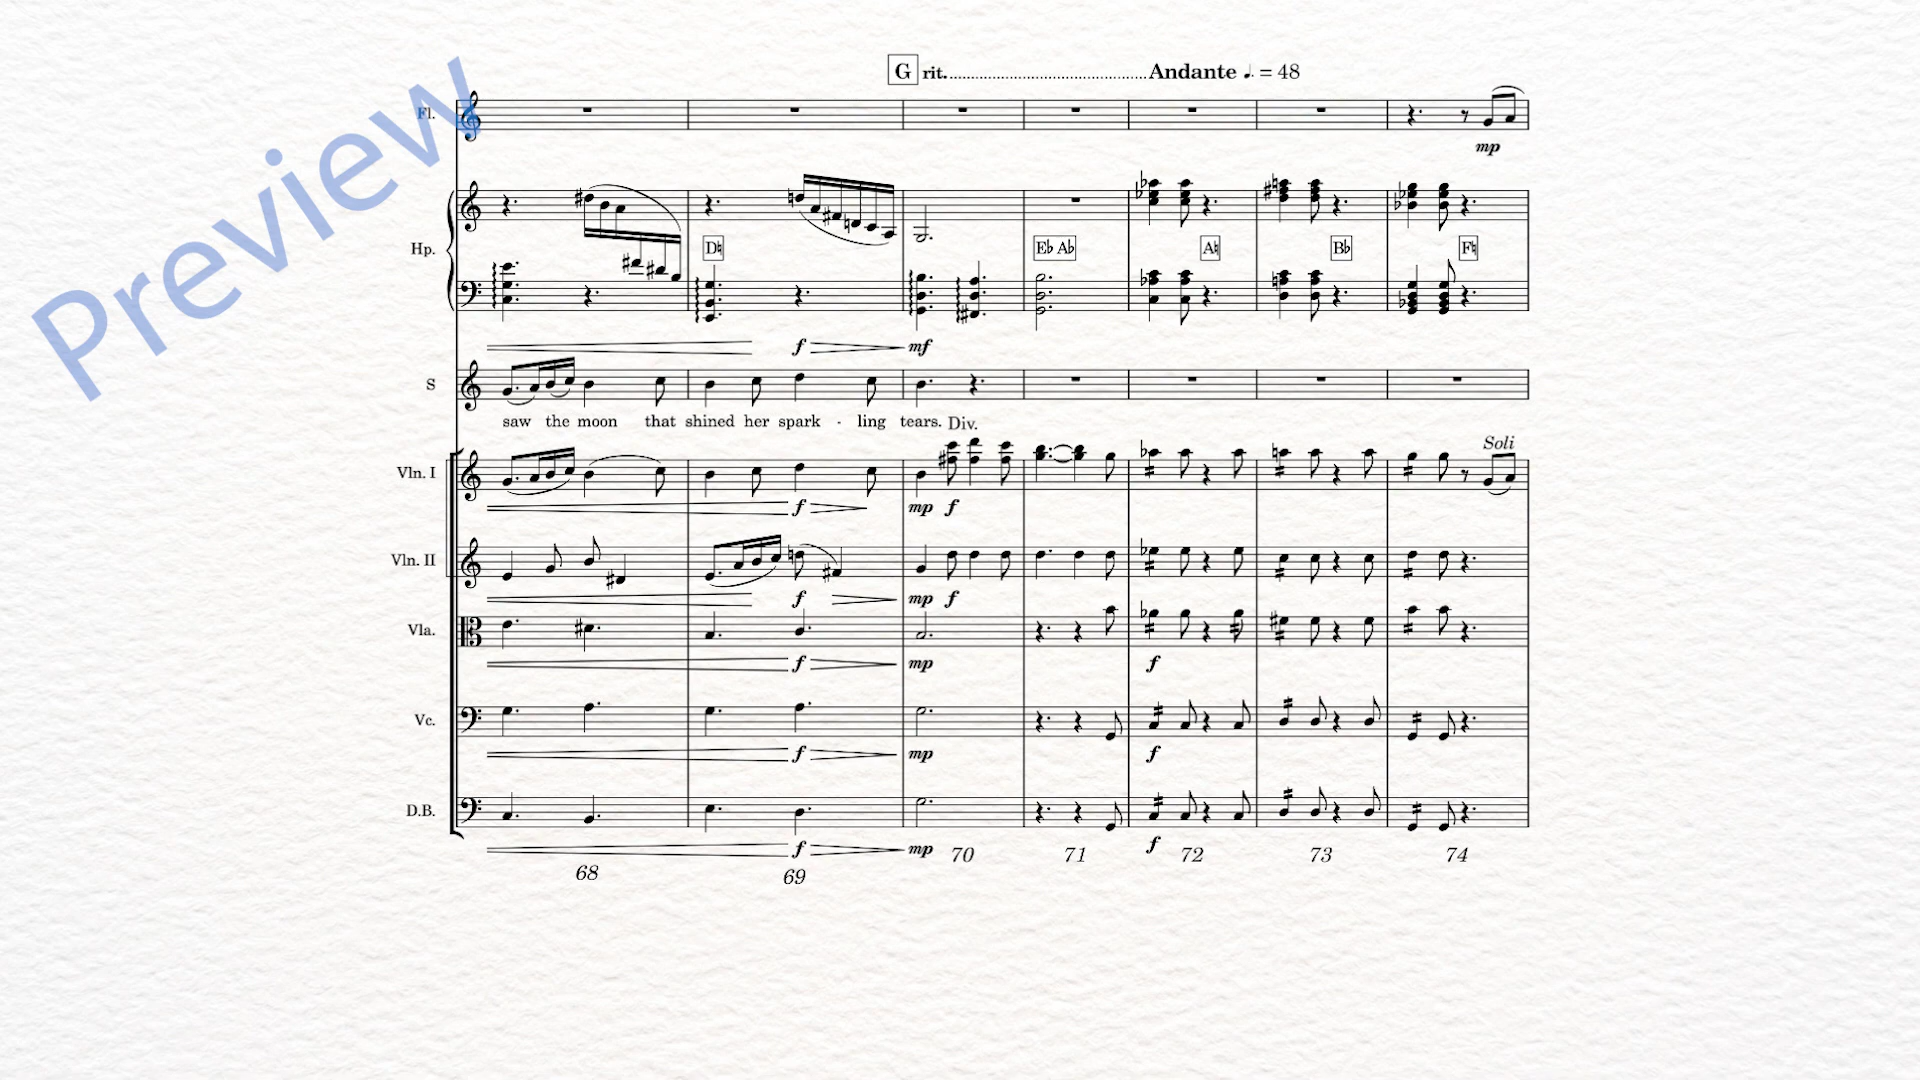 G rit. Andante ♩. = 48
Preview
Fl.
mp
Hp.
D♮ E♭ A♭ A♮ B♭ F♮
f mf
S
saw the moon that shined her spark - ling tears. Div.
Soli
Vln. I
f mp f
Vln. II
f mp f
Vla.
f mp f
Vc.
f mp f
D.B.
f mp f
68 69 70 71 72 73 74